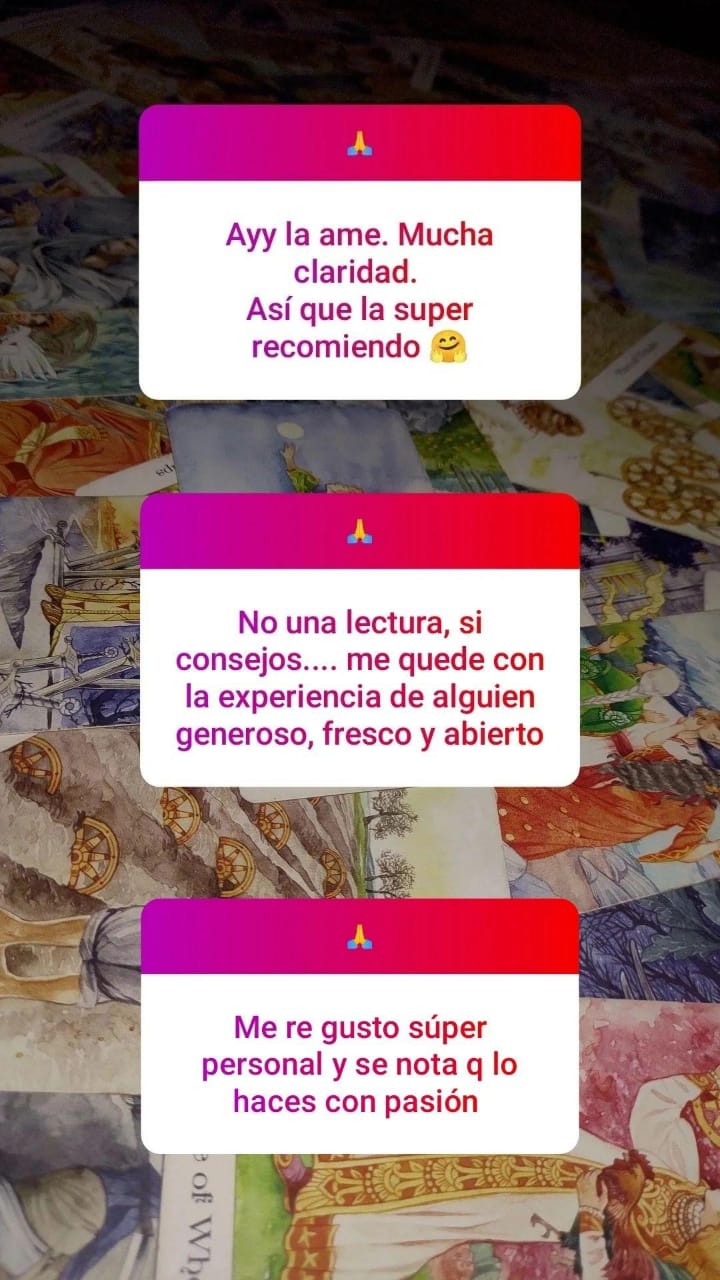 🙏
Ayy la ame. Mucha
claridad.
Así que la super
recomiendo 🤗
🙏
No una lectura, si
consejos.... me quede con
la experiencia de alguien
generoso, fresco y abierto
🙏
Me re gusto súper
personal y se nota q lo
haces con pasión
of Whe